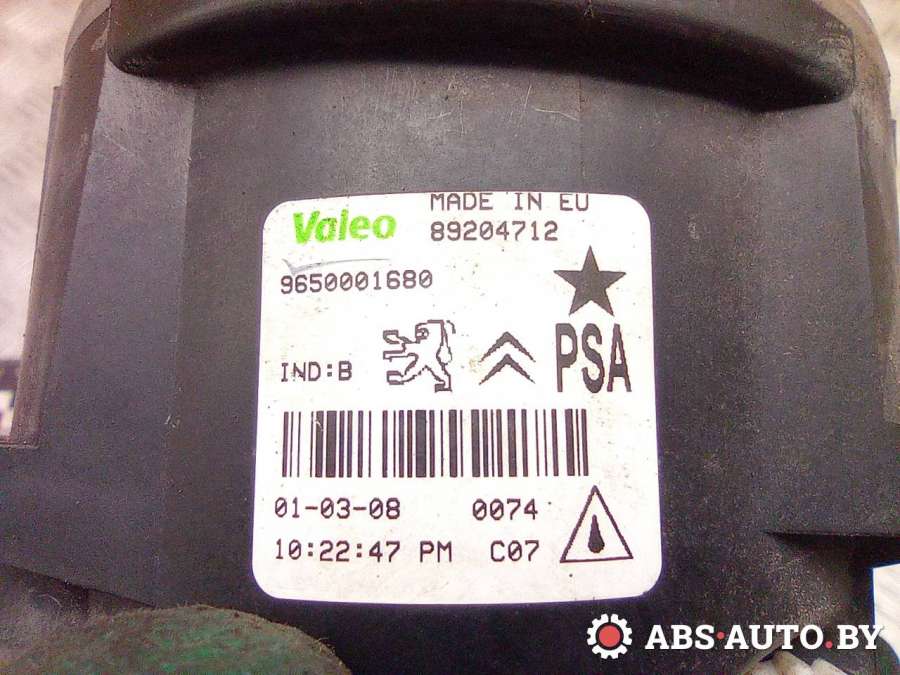 MADE IN EU
Valeo 89204712
9650001680
IND:B PSA
01-03-08 0074
10:22:47 PM C07
ABS·AUTO.BY